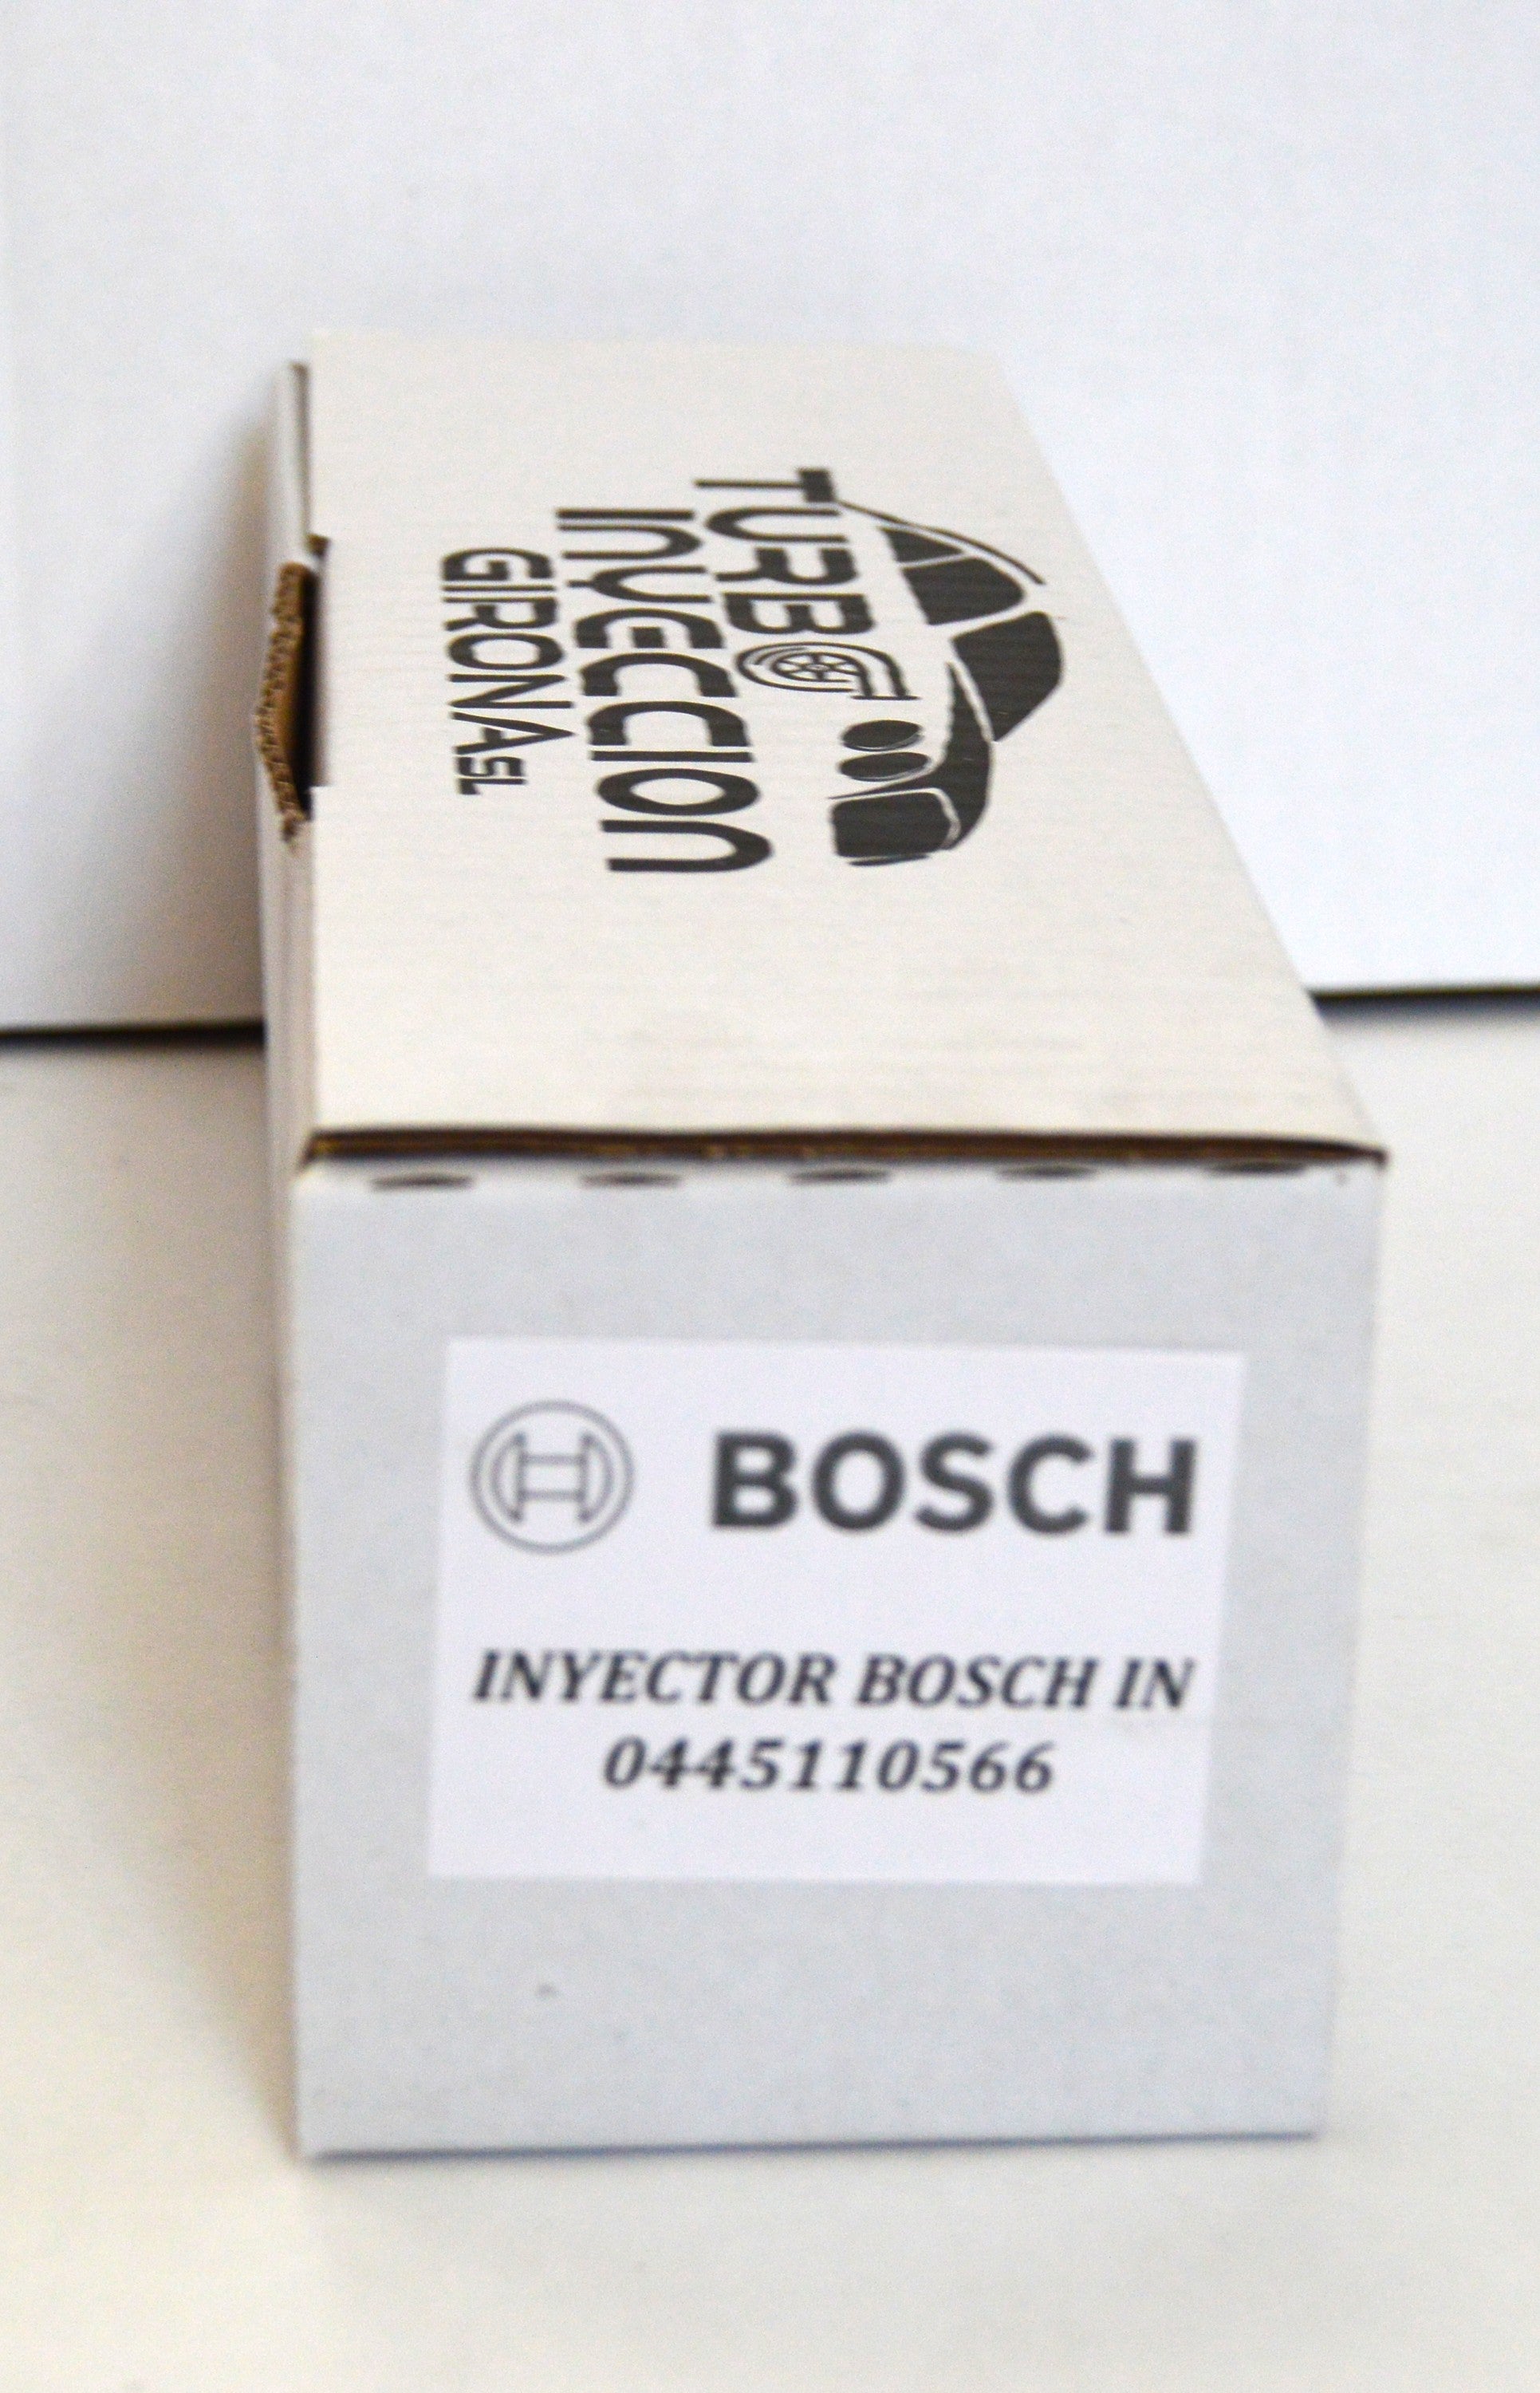 TURBO
INYECCION
GIRONA SL
BOSCH
INYECTOR BOSCH IN
0445110566